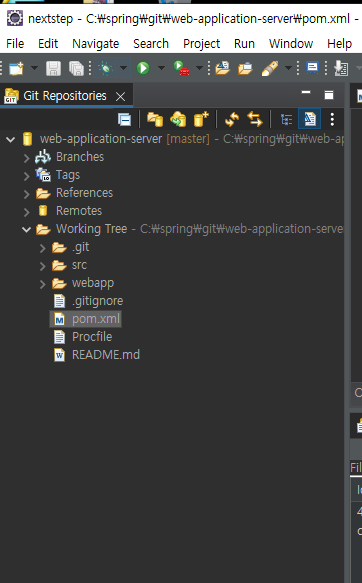 nextstep - C:₩spring₩git₩web-application-server₩pom.xml -
File Edit Navigate Search Project Run Window Help
Git Repositories
web-application-server [master] - C:₩spring₩git₩web-ap
Branches
Tags
References
Remotes
Working Tree - C:₩spring₩git₩web-application-serve
.git
src
webapp
.gitignore
pom.xml
Procfile
README.md
Fil